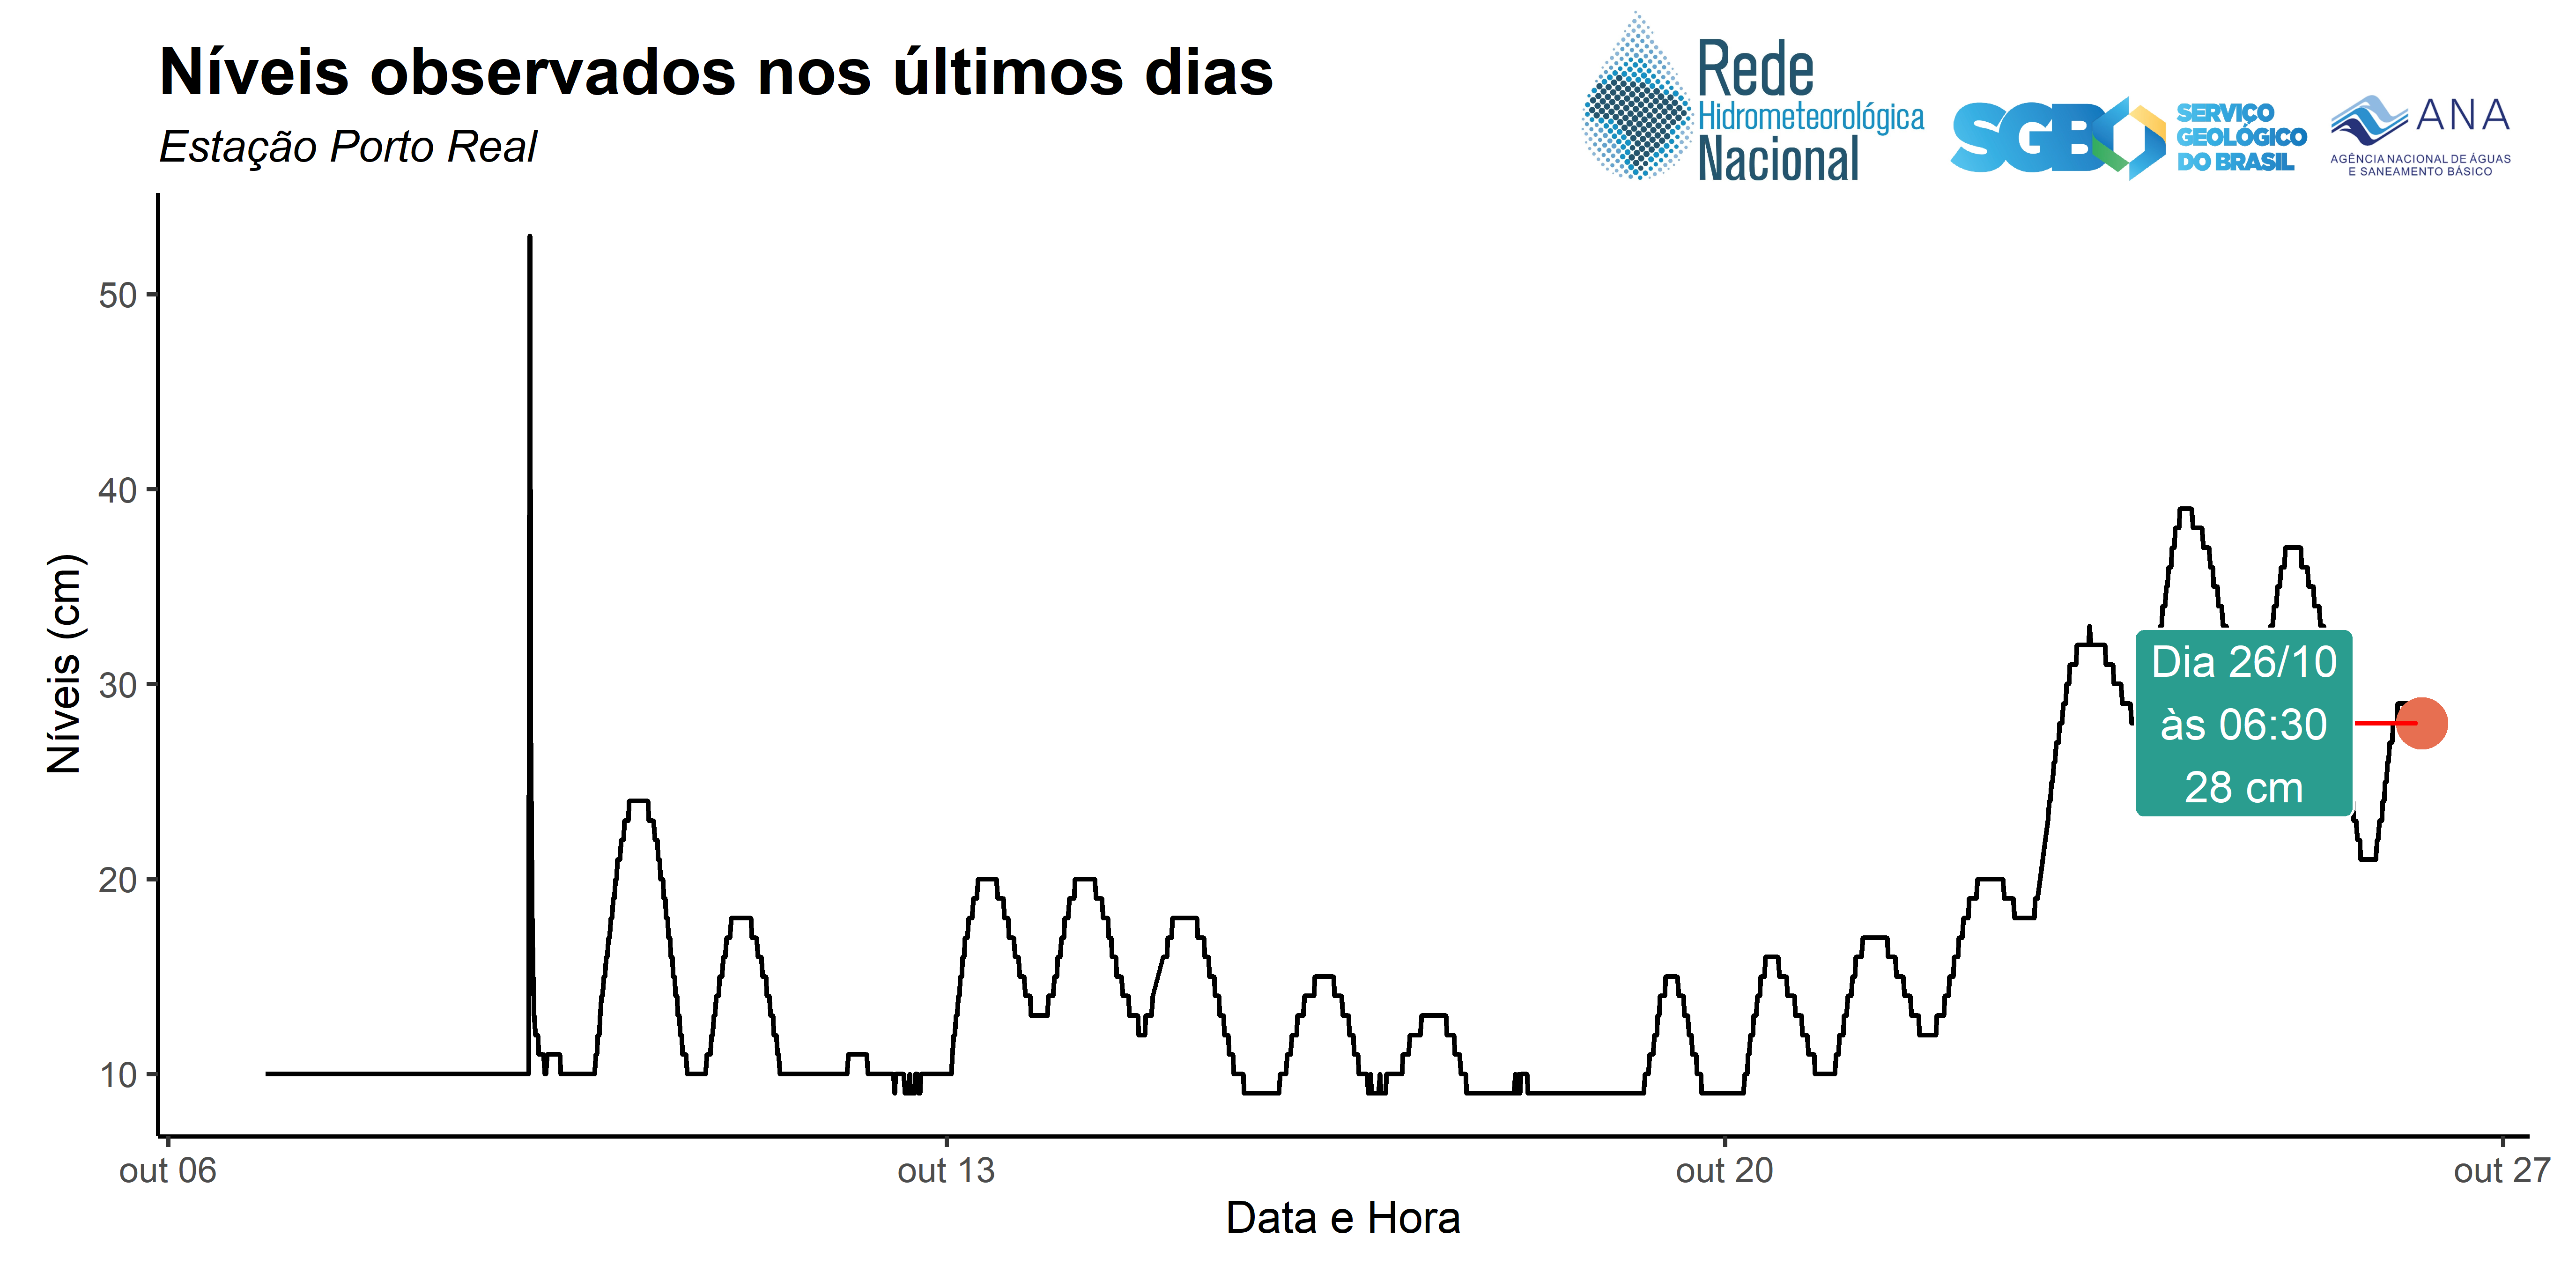 Níveis observados nos últimos dias
Estação Porto Real
Rede
Hidrometeorológica
Nacional
SGB
SERVIÇO
GEOLÓGICO
DO BRASIL
ANA
AGÊNCIA NACIONAL DE ÁGUAS
E SANEAMENTO BÁSICO
Níveis (cm)
50
40
30
20
10
Dia 26/10
às 06:30
28 cm
out 06
out 13
out 20
out 27
Data e Hora